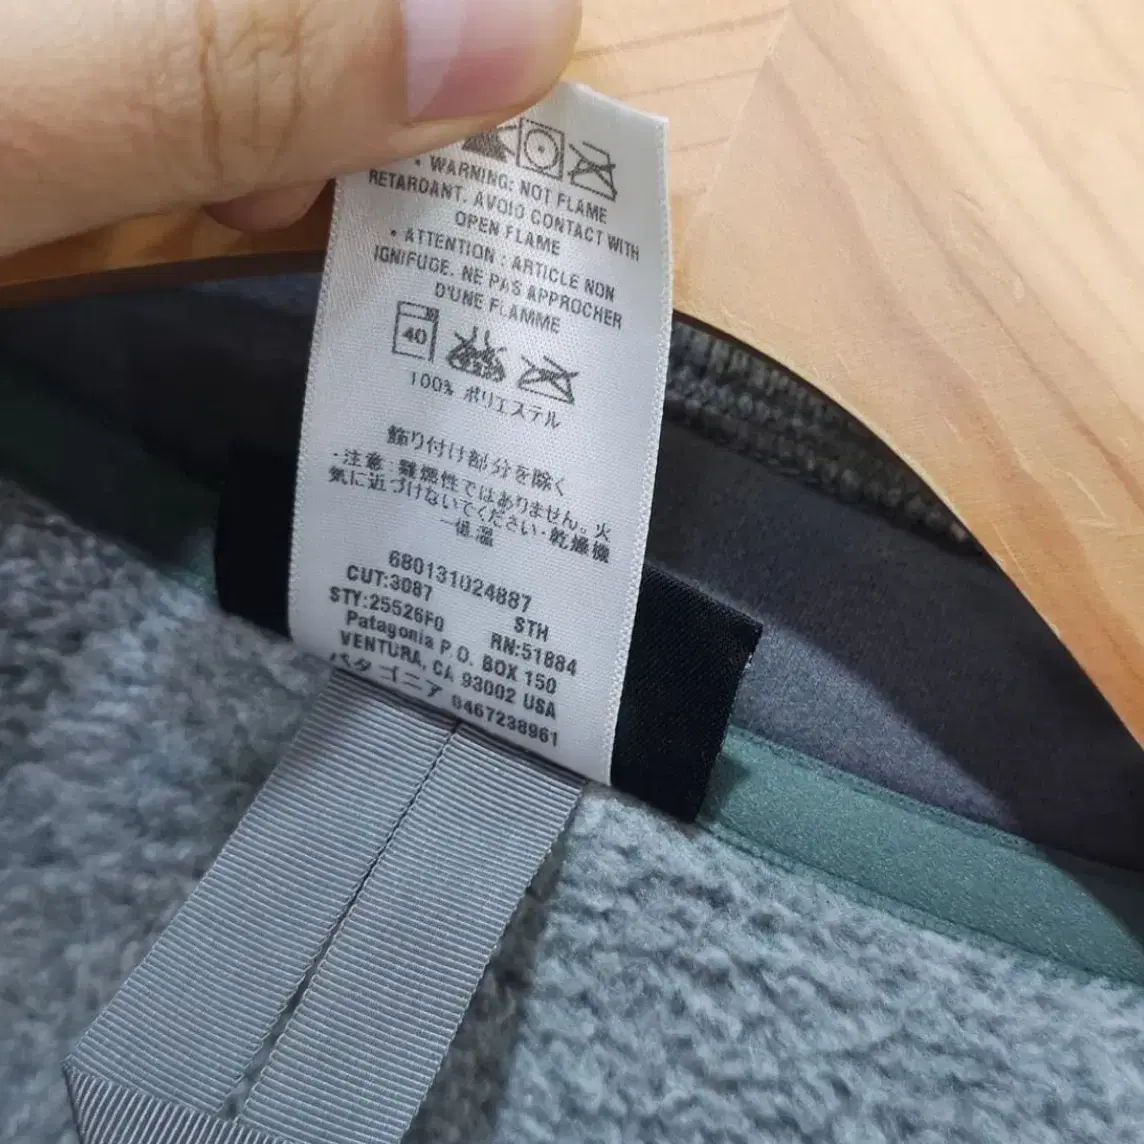 • WARNING: NOT FLAME
RETARDANT. AVOID CONTACT WITH
OPEN FLAME
• ATTENTION : ARTICLE NON
IGNIFUGE. NE PAS APPROCHER
D'UNE FLAMME
40
100% ポリエステル
飾り付け部分を除く
・注意:難燃性ではありません。火
気に近づけないでください・乾燥機
ー低温
680131024887
CUT:3087 STH
STY:25526F0 RN:51884
Patagonia P.O. BOX 150
VENTURA, CA 93002 USA
パタゴニア 0467238961